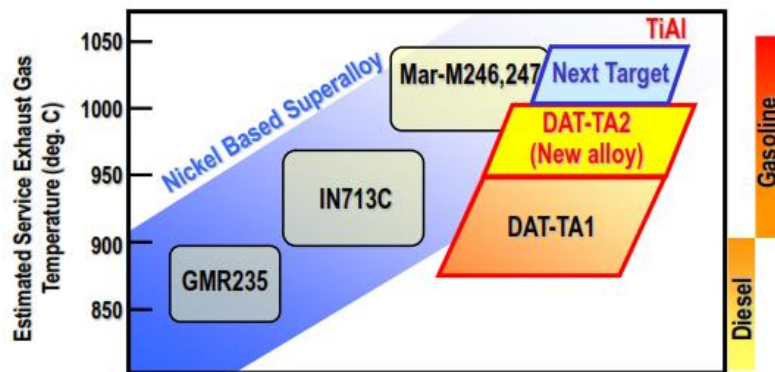 Estimated Service Exhaust Gas
Temperature (deg. C)
1050
1000
950
900
850
Nickel Based Superalloy
TiAl
Mar-M246,247
Next Target
DAT-TA2
(New alloy)
IN713C
DAT-TA1
GMR235
Gasoline
Diesel